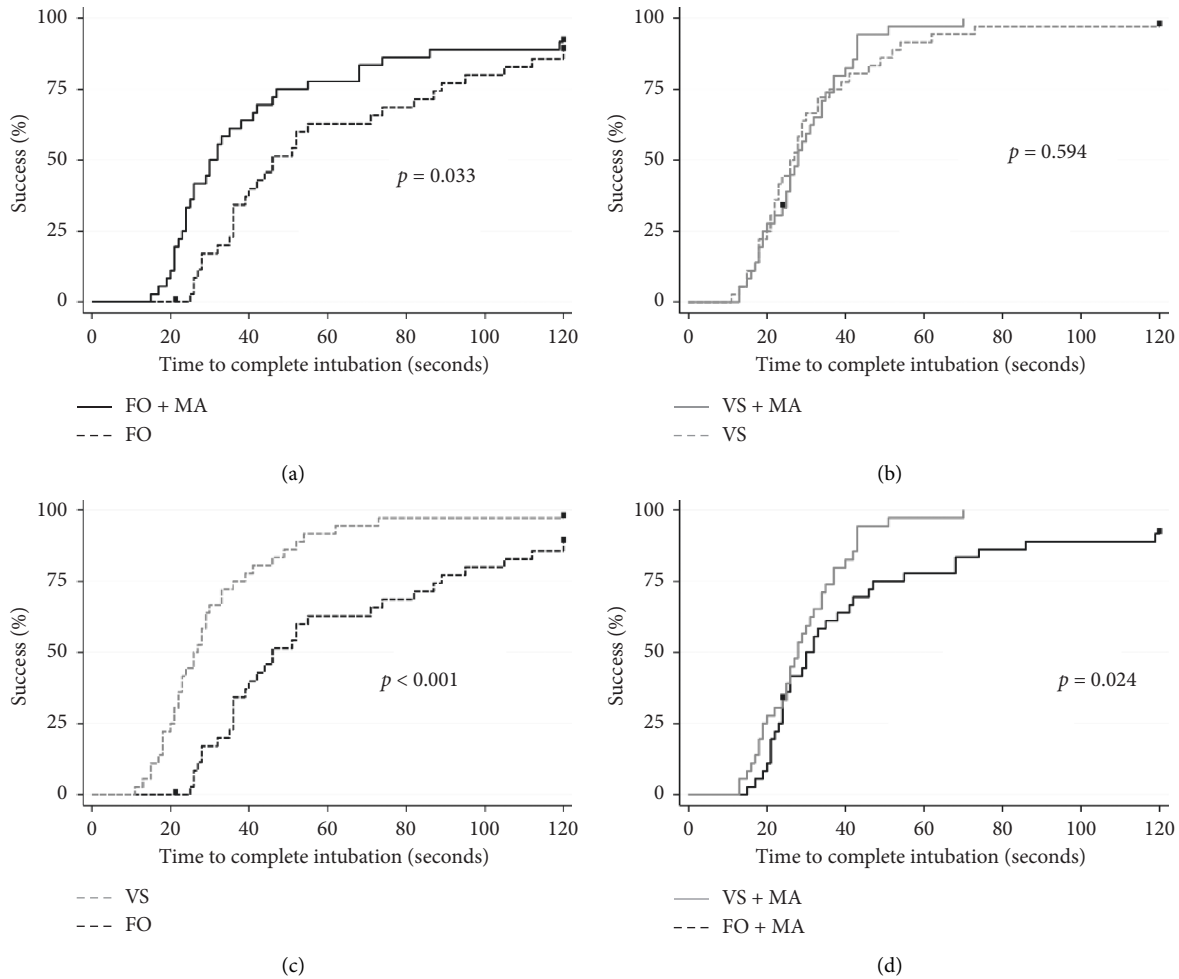 100
75
50
25
0
Success (%)
p = 0.033
0 20 40 60 80 100 120
Time to complete intubation (seconds)
FO + MA
FO
(a)
100
75
50
25
0
Success (%)
p = 0.594
0 20 40 60 80 100 120
Time to complete intubation (seconds)
VS + MA
VS
(b)
100
75
50
25
0
Success (%)
p < 0.001
0 20 40 60 80 100 120
Time to complete intubation (seconds)
VS
FO
(c)
100
75
50
25
0
Success (%)
p = 0.024
0 20 40 60 80 100 120
Time to complete intubation (seconds)
VS + MA
FO + MA
(d)